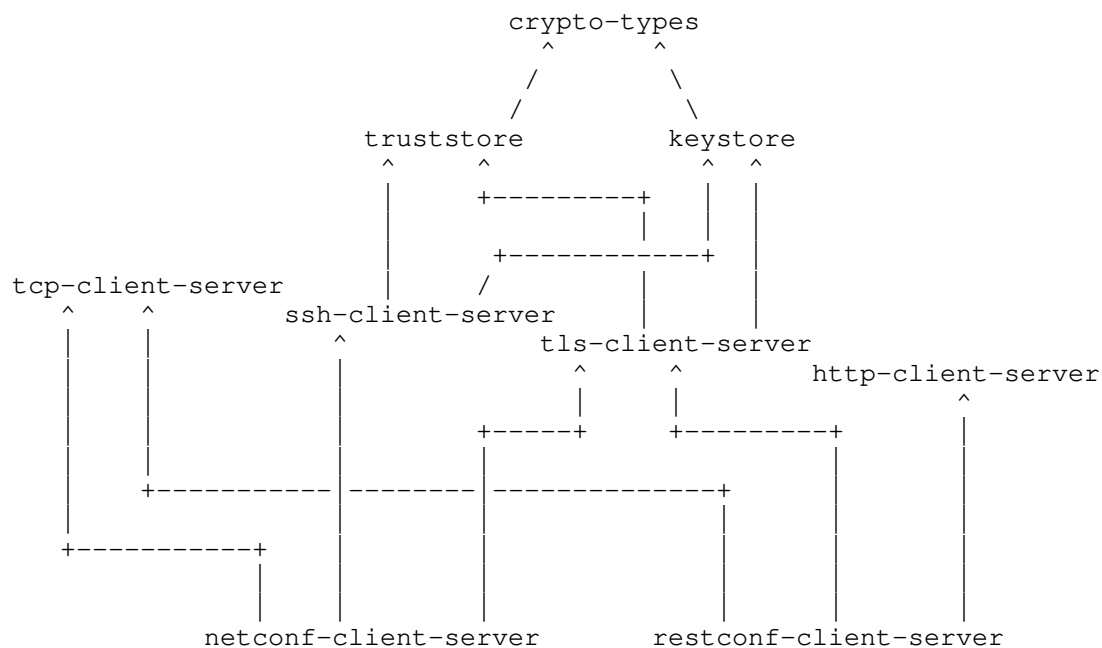 crypto-types
truststore keystore
tcp-client-server
ssh-client-server
tls-client-server
http-client-server
netconf-client-server restconf-client-server